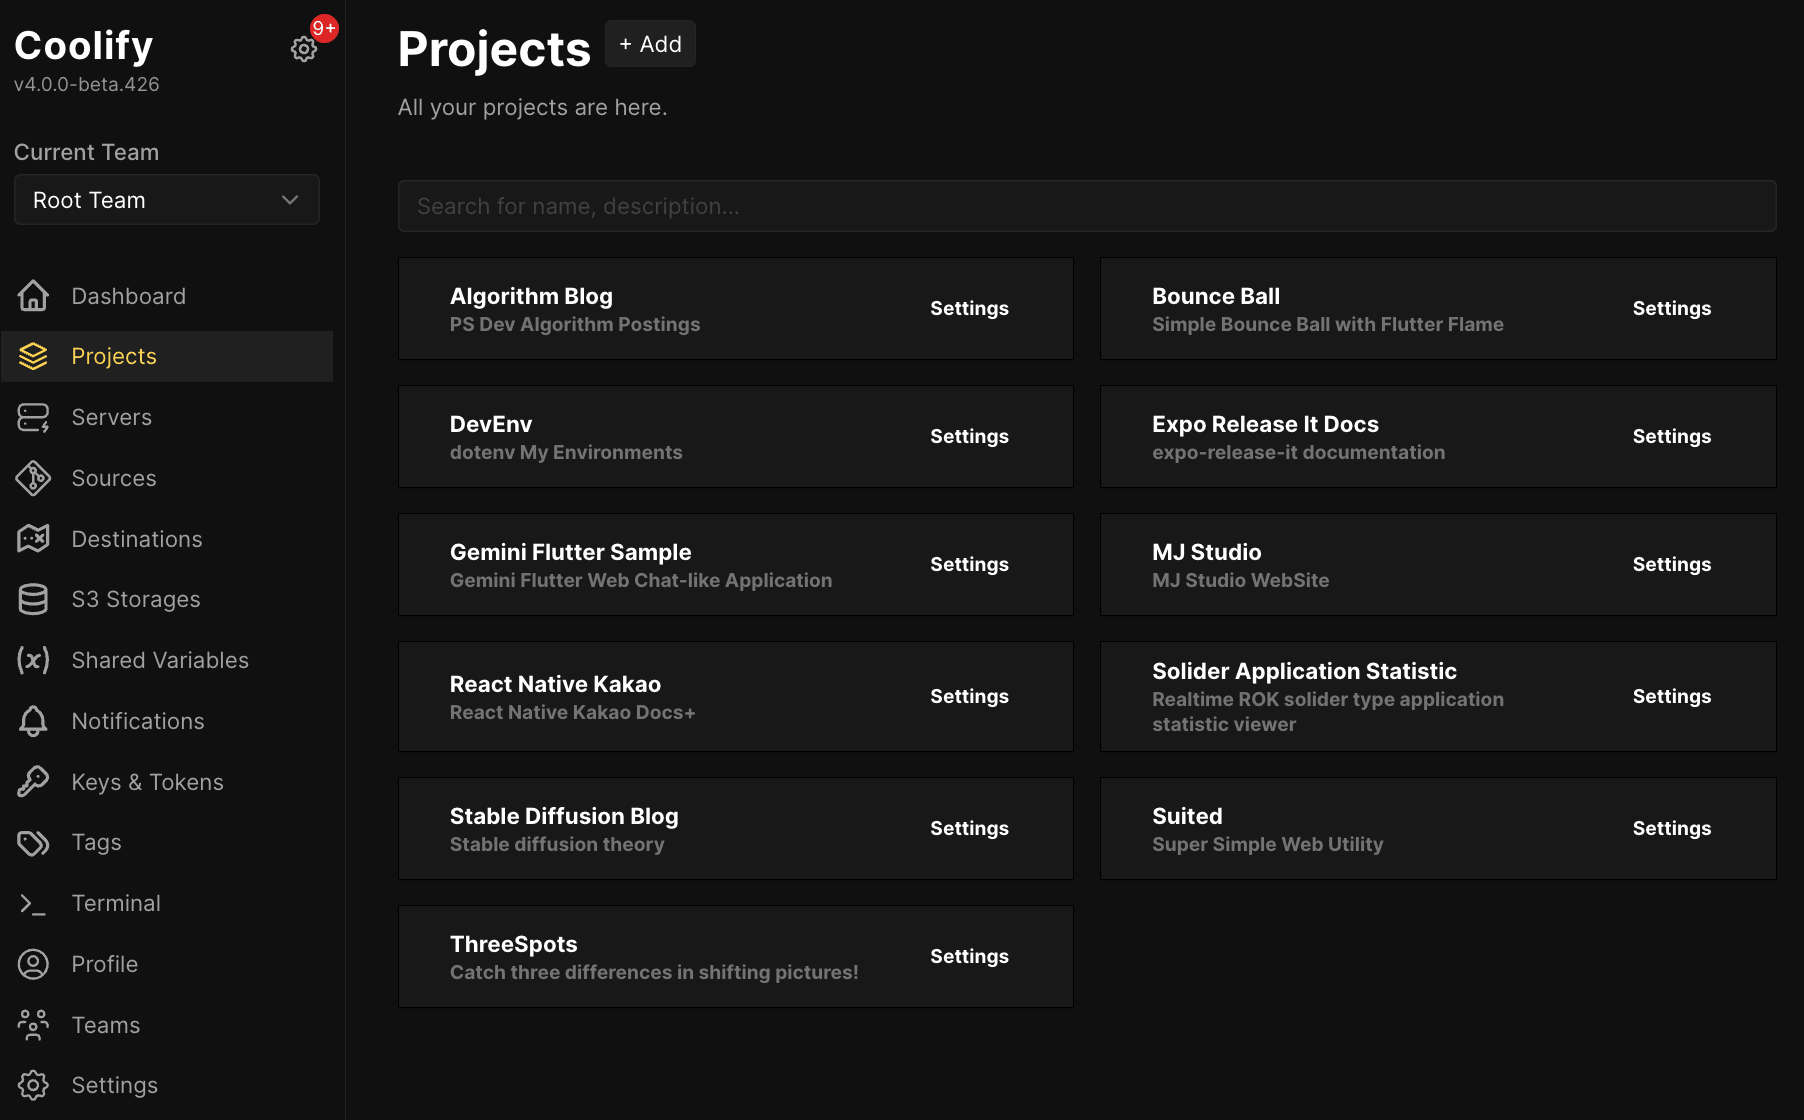 Coolify
9+
v4.0.0-beta.426
Current Team
Root Team
Dashboard
Projects
Servers
Sources
Destinations
S3 Storages
Shared Variables
Notifications
Keys & Tokens
Tags
Terminal
Profile
Teams
Settings
Projects
+ Add
All your projects are here.
Search for name, description...
Algorithm Blog
PS Dev Algorithm Postings
Settings
Bounce Ball
Simple Bounce Ball with Flutter Flame
Settings
DevEnv
dotenv My Environments
Settings
Expo Release It Docs
expo-release-it documentation
Settings
Gemini Flutter Sample
Gemini Flutter Web Chat-like Application
Settings
MJ Studio
MJ Studio WebSite
Settings
React Native Kakao
React Native Kakao Docs+
Settings
Solider Application Statistic
Realtime ROK solider type application
statistic viewer
Settings
Stable Diffusion Blog
Stable diffusion theory
Settings
Suited
Super Simple Web Utility
Settings
ThreeSpots
Catch three differences in shifting pictures!
Settings